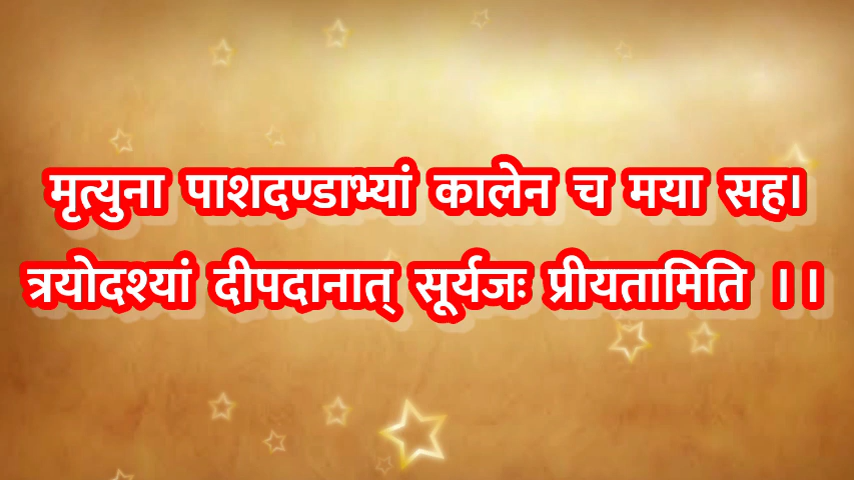 मृत्युना पाशदण्डाभ्यां कालेन च मया सह।
त्रयोदश्यां दीपदानात् सूर्यजः प्रीयतामिति ।।